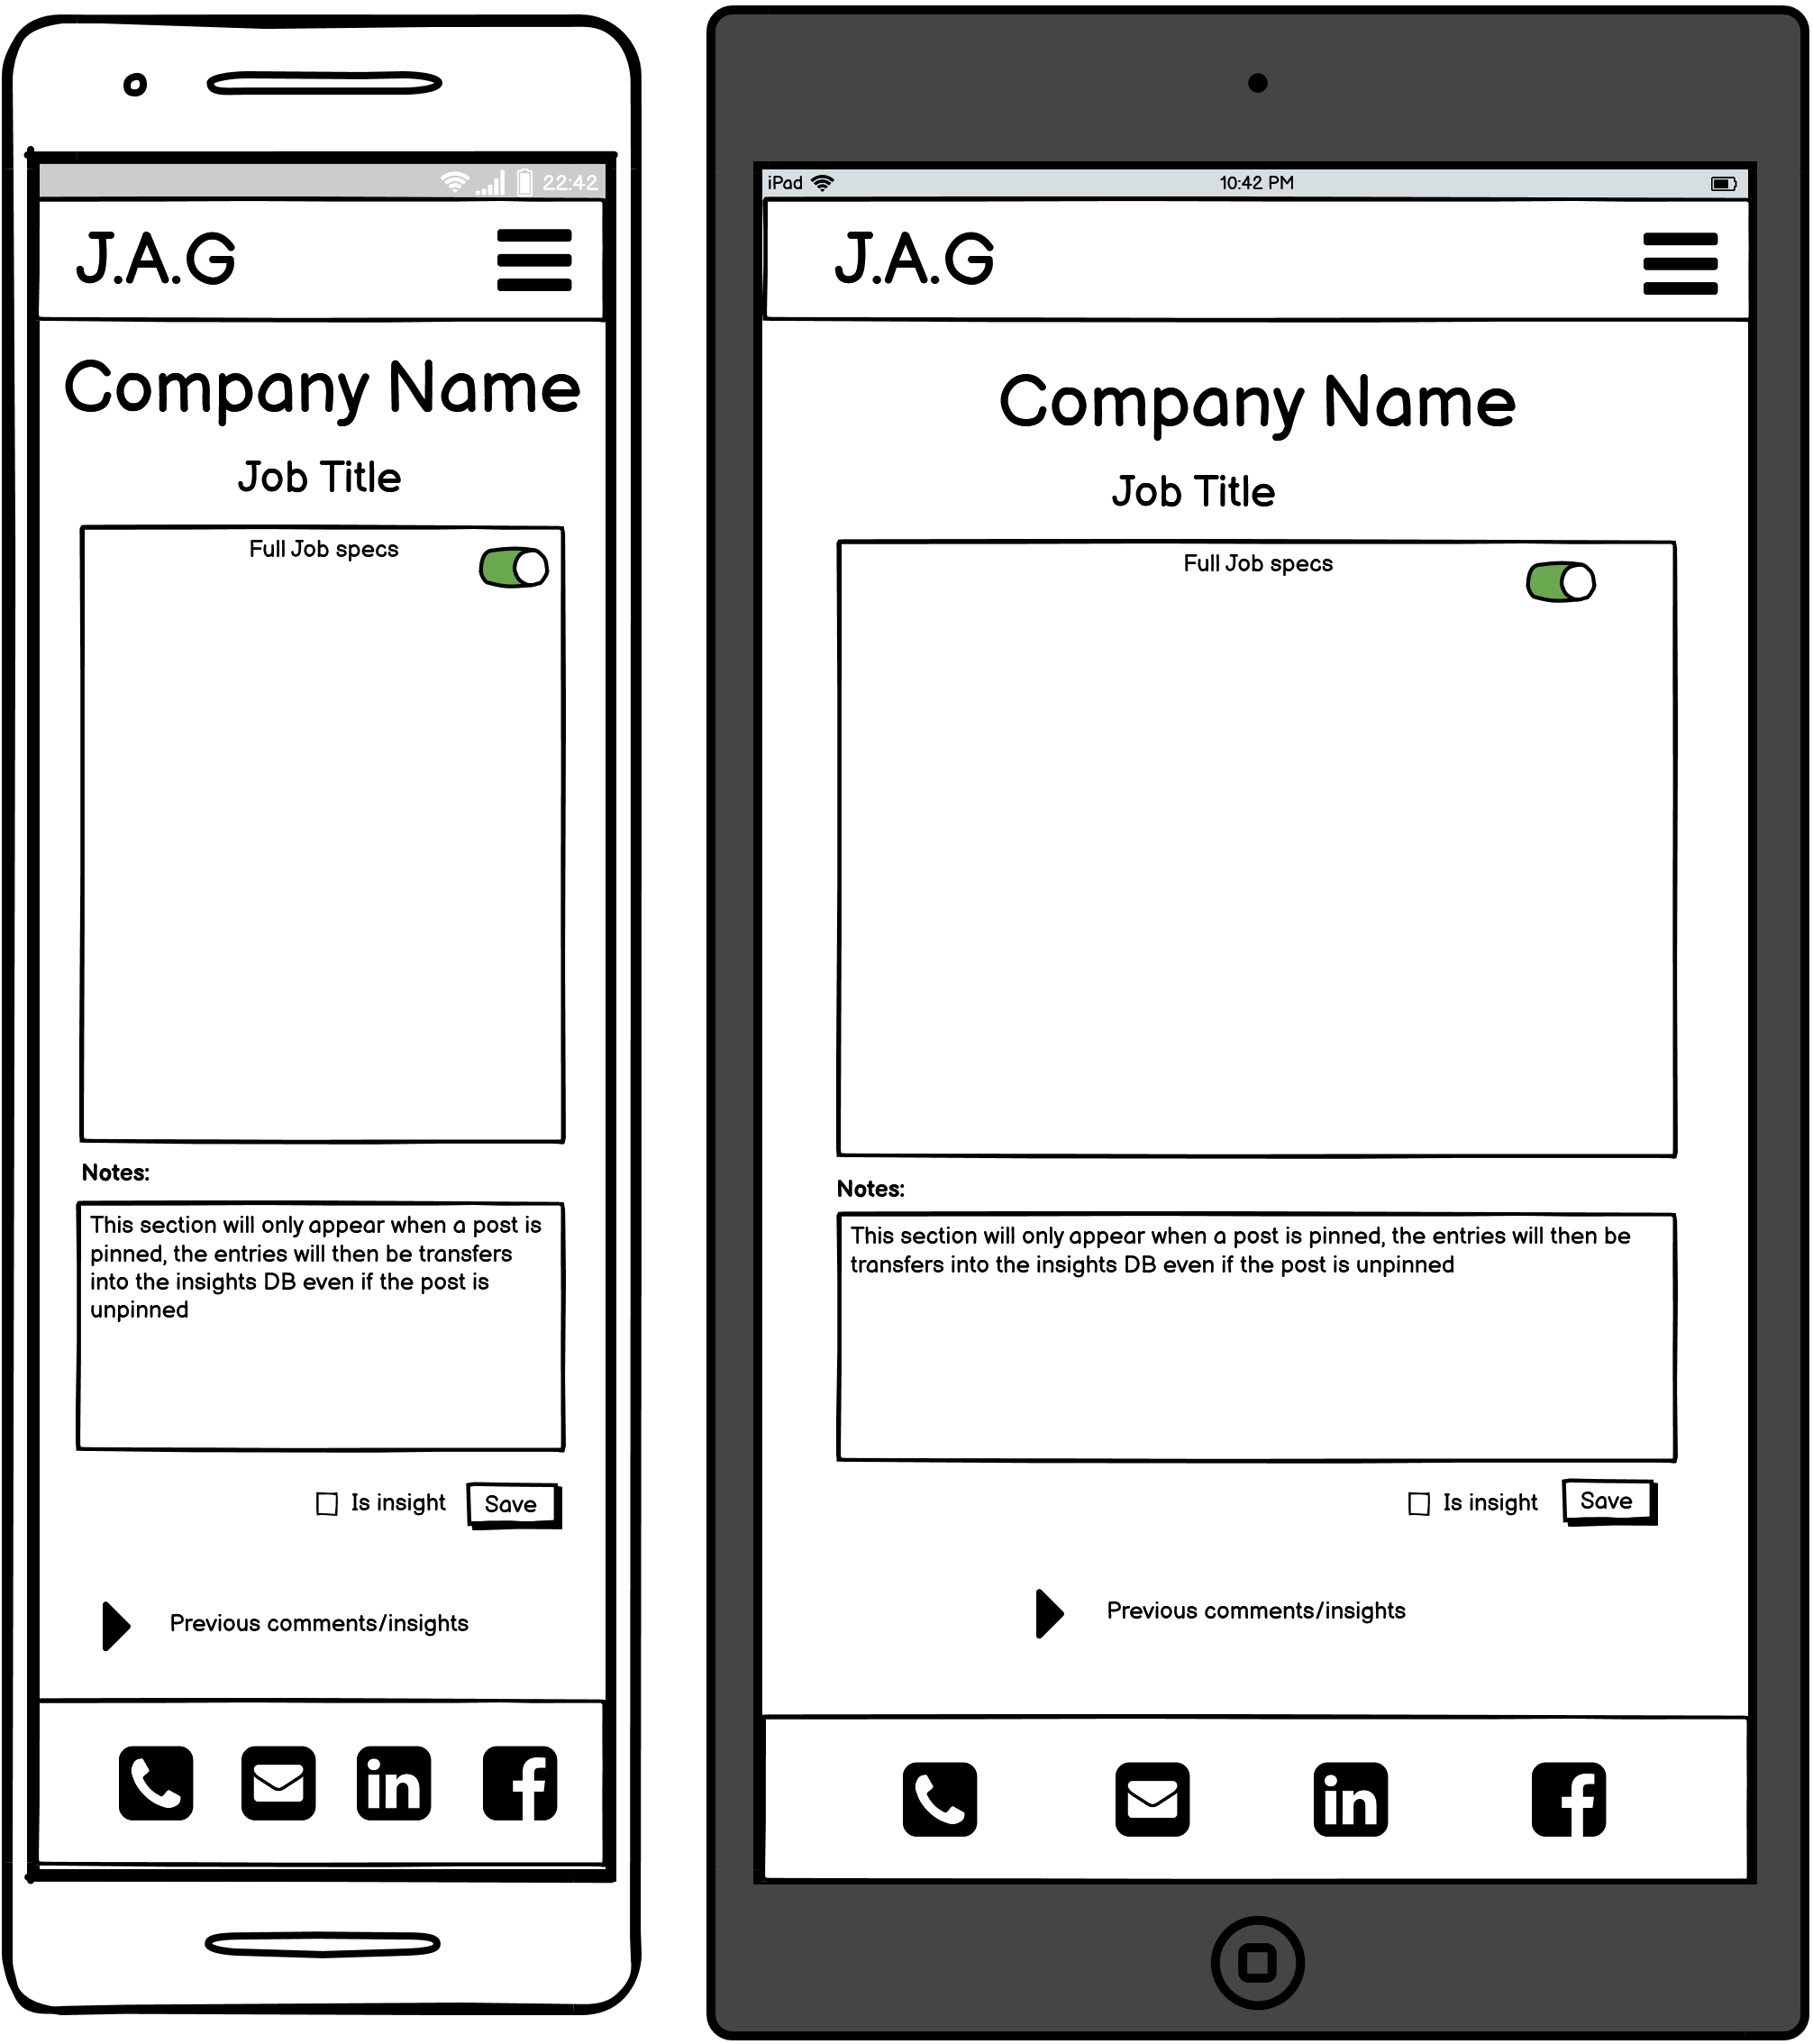 22:42
J.A.G
Company Name
Job Title
Full Job specs
Notes:
This section will only appear when a post is
pinned, the entries will then be transfers
into the insights DB even if the post is
unpinned
Is insight
Save
Previous comments/insights
in
f
iPad
10:42 PM
J.A.G
Company Name
Job Title
Full Job specs
Notes:
This section will only appear when a post is pinned, the entries will then be
transfers into the insights DB even if the post is unpinned
Is insight
Save
Previous comments/insights
in
f